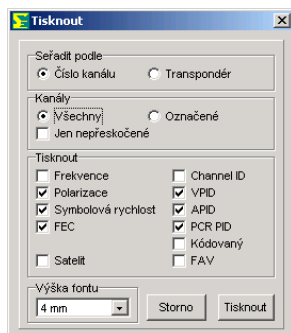 Tisknout
Seřadit podle
Číslo kanálu Transpondér
Kanály
Všechny Označené
Jen nepřeskočené
Tisknout
Frekvence Channel ID
Polarizace VPID
Symbolová rychlost APID
FEC PCR PID
Kódovaný
Satelit FAV
Výška fontu
4 mm Storno Tisknout